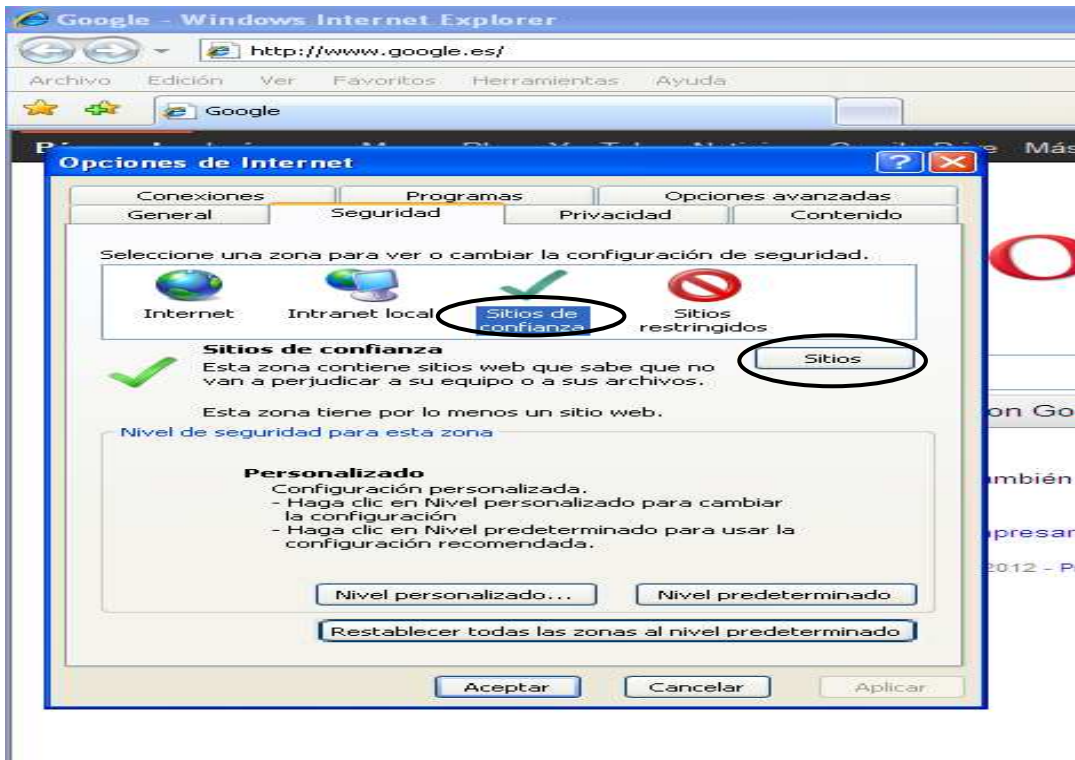 Google - Windows Internet Explorer
http://www.google.es/
Archivo Edición Ver Favoritos Herramientas Ayuda
Google
Más
Opciones de Internet
Conexiones Programas Opciones avanzadas
General Seguridad Privacidad Contenido
Seleccione una zona para ver o cambiar la configuración de seguridad.
Internet Intranet local Sitios de confianza Sitios restringidos
Sitios de confianza
Sitios
Esta zona contiene sitios web que sabe que no
van a perjudicar a su equipo o a sus archivos.
Esta zona tiene por lo menos un sitio web.
Nivel de seguridad para esta zona
Personalizado
Configuración personalizada.
- Haga clic en Nivel personalizado para cambiar
la configuración
- Haga clic en Nivel predeterminado para usar la
configuración recomendada.
Nivel personalizado... Nivel predeterminado
Restablecer todas las zonas al nivel predeterminado
Aceptar Cancelar Aplicar
o
on Go
mbién
presar
2012 - P